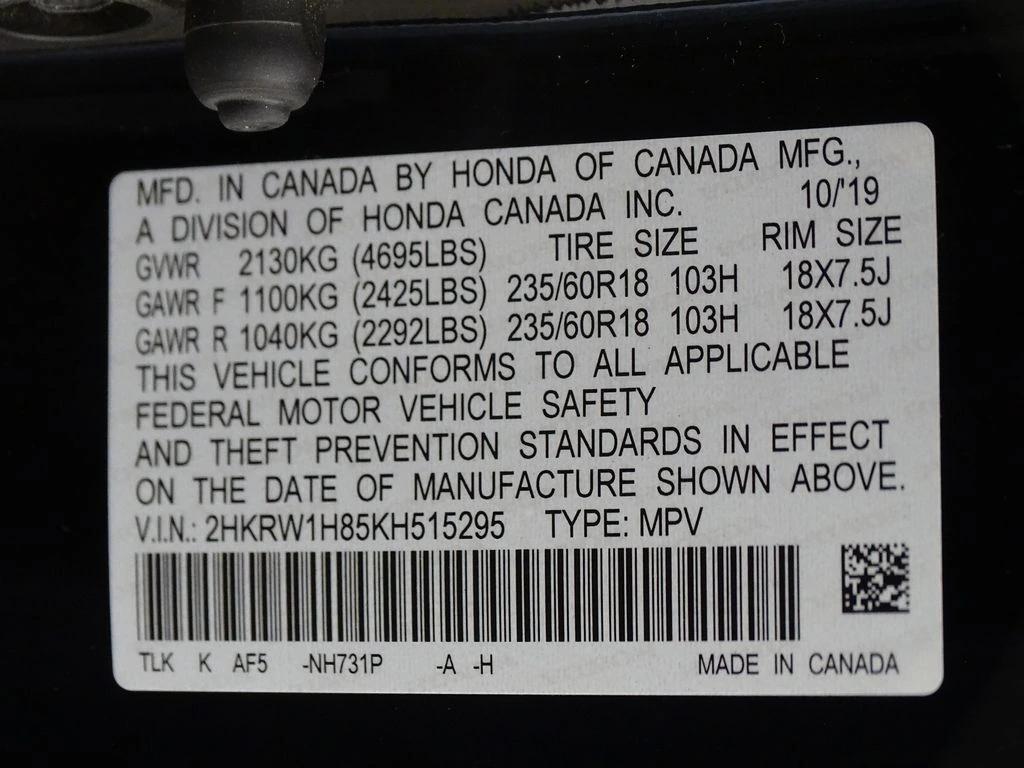 MFD. IN CANADA BY HONDA OF CANADA MFG.,
A DIVISION OF HONDA CANADA INC. 10/'19
GVWR 2130KG (4695LBS) TIRE SIZE RIM SIZE
GAWR F 1100KG (2425LBS) 235/60R18 103H 18X7.5J
GAWR R 1040KG (2292LBS) 235/60R18 103H 18X7.5J
THIS VEHICLE CONFORMS TO ALL APPLICABLE
FEDERAL MOTOR VEHICLE SAFETY
AND THEFT PREVENTION STANDARDS IN EFFECT
ON THE DATE OF MANUFACTURE SHOWN ABOVE.
V.I.N.: 2HKRW1H85KH515295 TYPE: MPV
TLK K AF5 -NH731P -A -H MADE IN CANADA